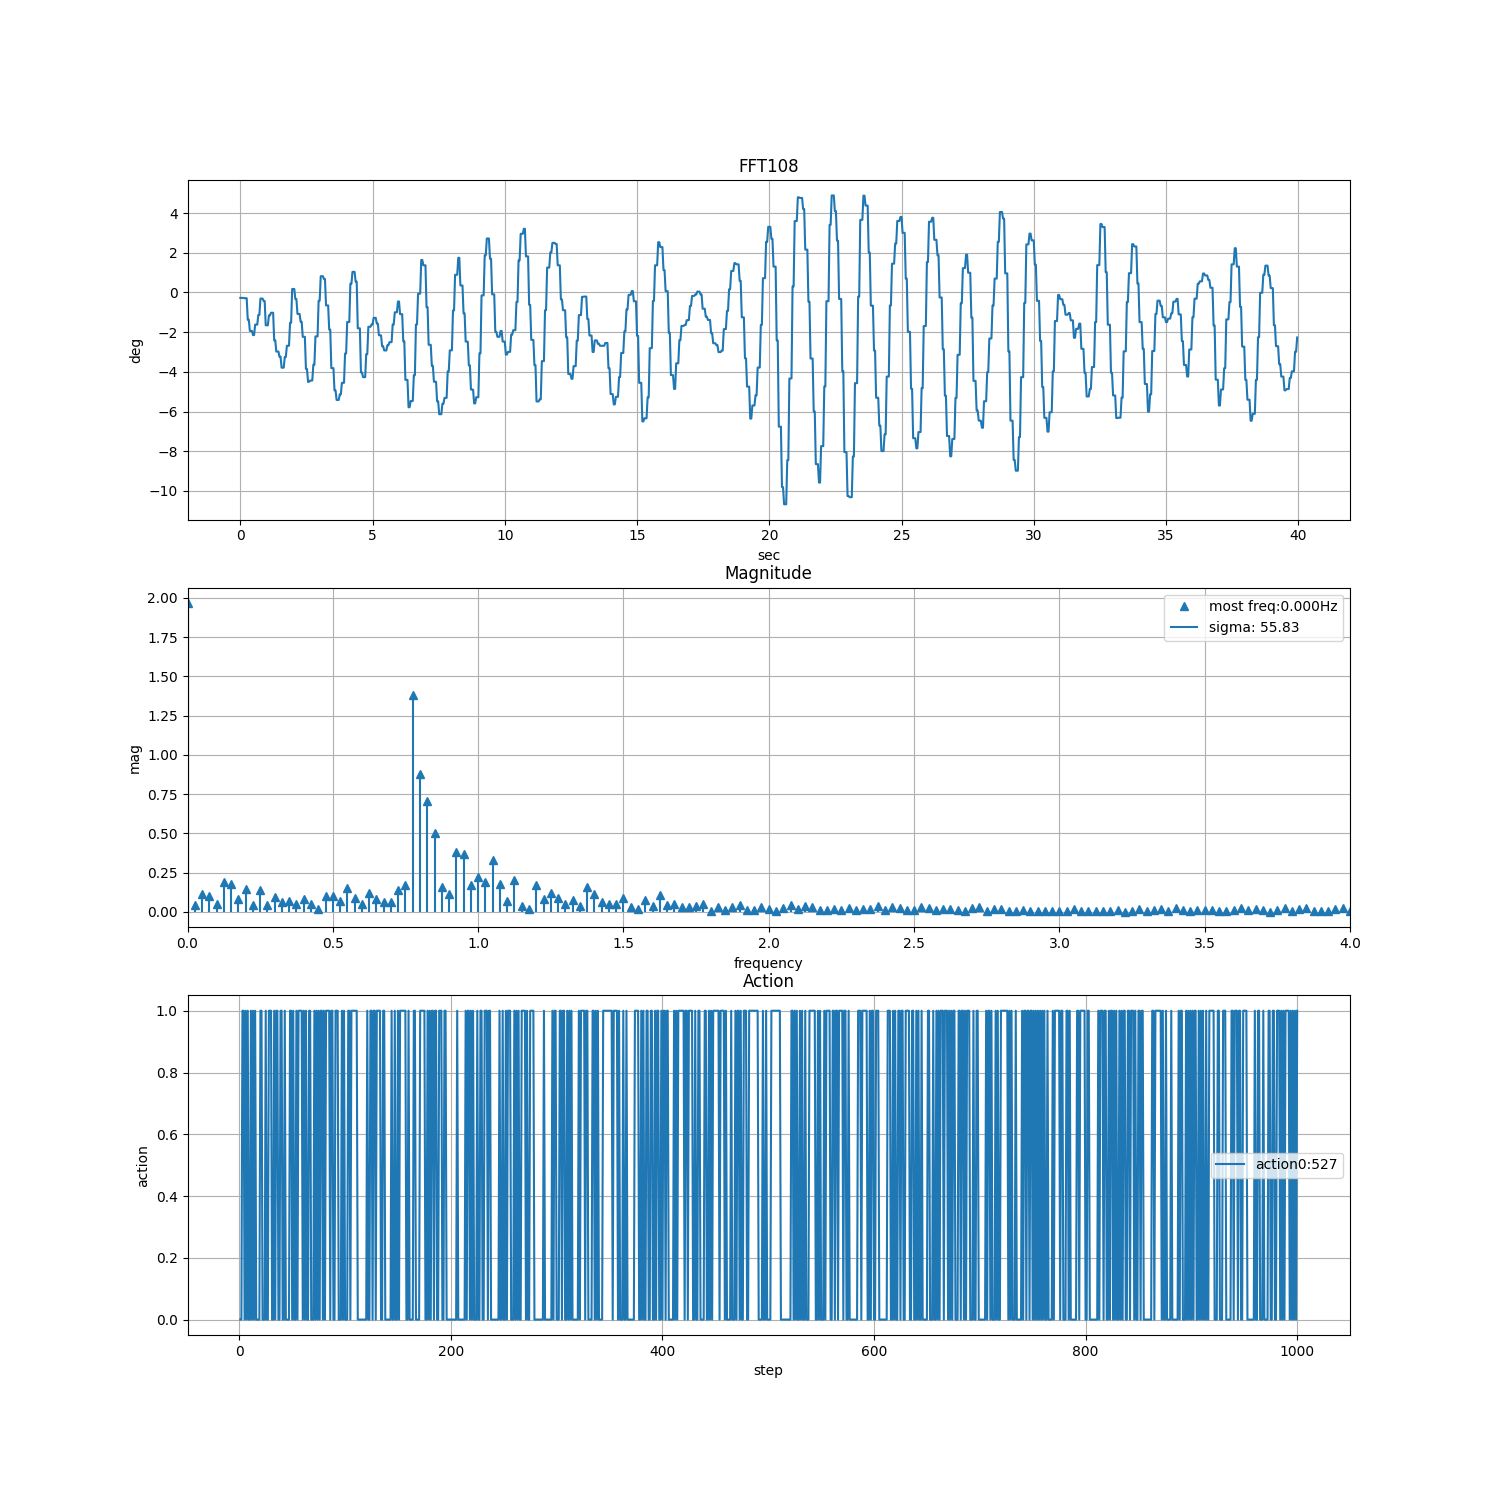 FFT108
4
2
0
−2
−4
−6
−8
−10
deg
0 5 10 15 20 25 30 35 40
sec
Magnitude
2.00
1.75
1.50
1.25
1.00
0.75
0.50
0.25
0.00
mag
most freq:0.000Hz
sigma: 55.83
0.0 0.5 1.0 1.5 2.0 2.5 3.0 3.5 4.0
frequency
Action
1.0
0.8
0.6
0.4
0.2
0.0
action
action0:527
0 200 400 600 800 1000
step